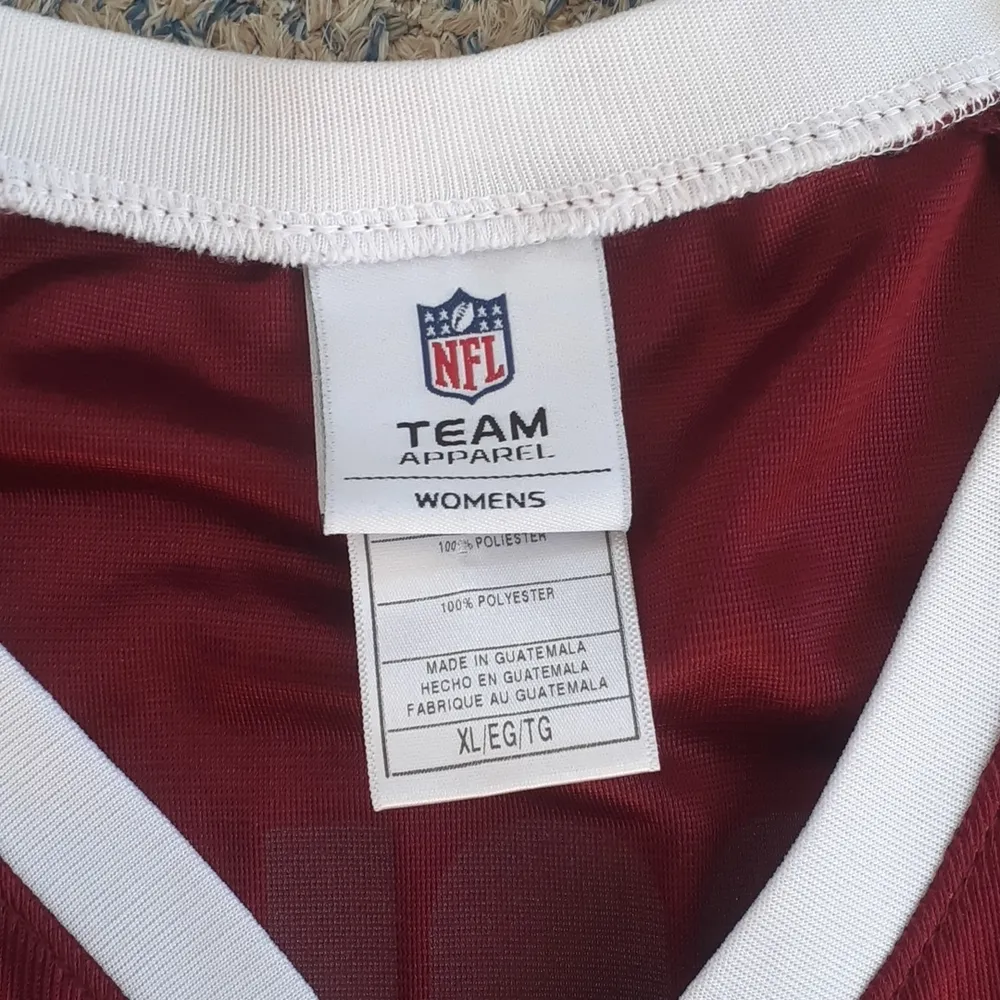 NFL
TEAM
APPAREL
WOMENS
100% POLIESTER
100% POLYESTER
MADE IN GUATEMALA
HECHO EN GUATEMALA
FABRIQUE AU GUATEMALA
XL/EG/TG